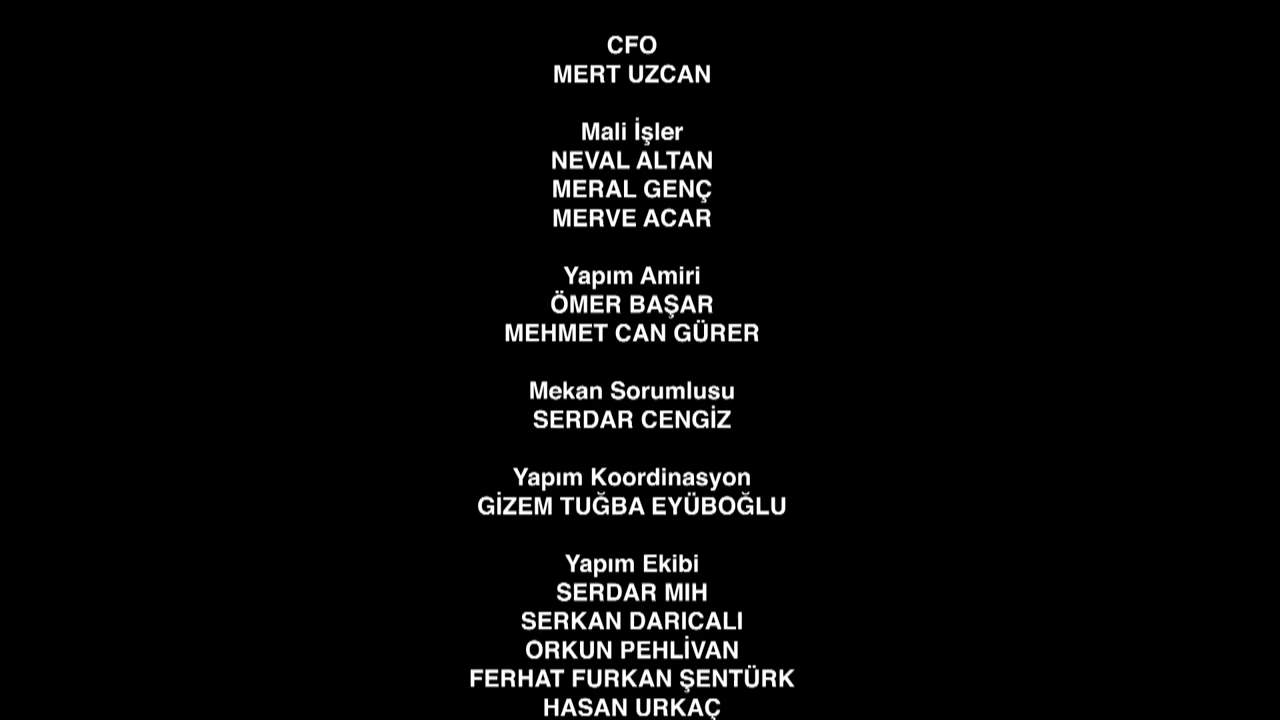 CFO
MERT UZCAN
Mali İşler
NEVAL ALTAN
MERAL GENÇ
MERVE ACAR
Yapım Amiri
ÖMER BAŞAR
MEHMET CAN GÜRER
Mekan Sorumlusu
SERDAR CENGİZ
Yapım Koordinasyon
GİZEM TUĞBA EYÜBOĞLU
Yapım Ekibi
SERDAR MIH
SERKAN DARICALI
ORKUN PEHLİVAN
FERHAT FURKAN ŞENTÜRK
HASAN URKAÇ